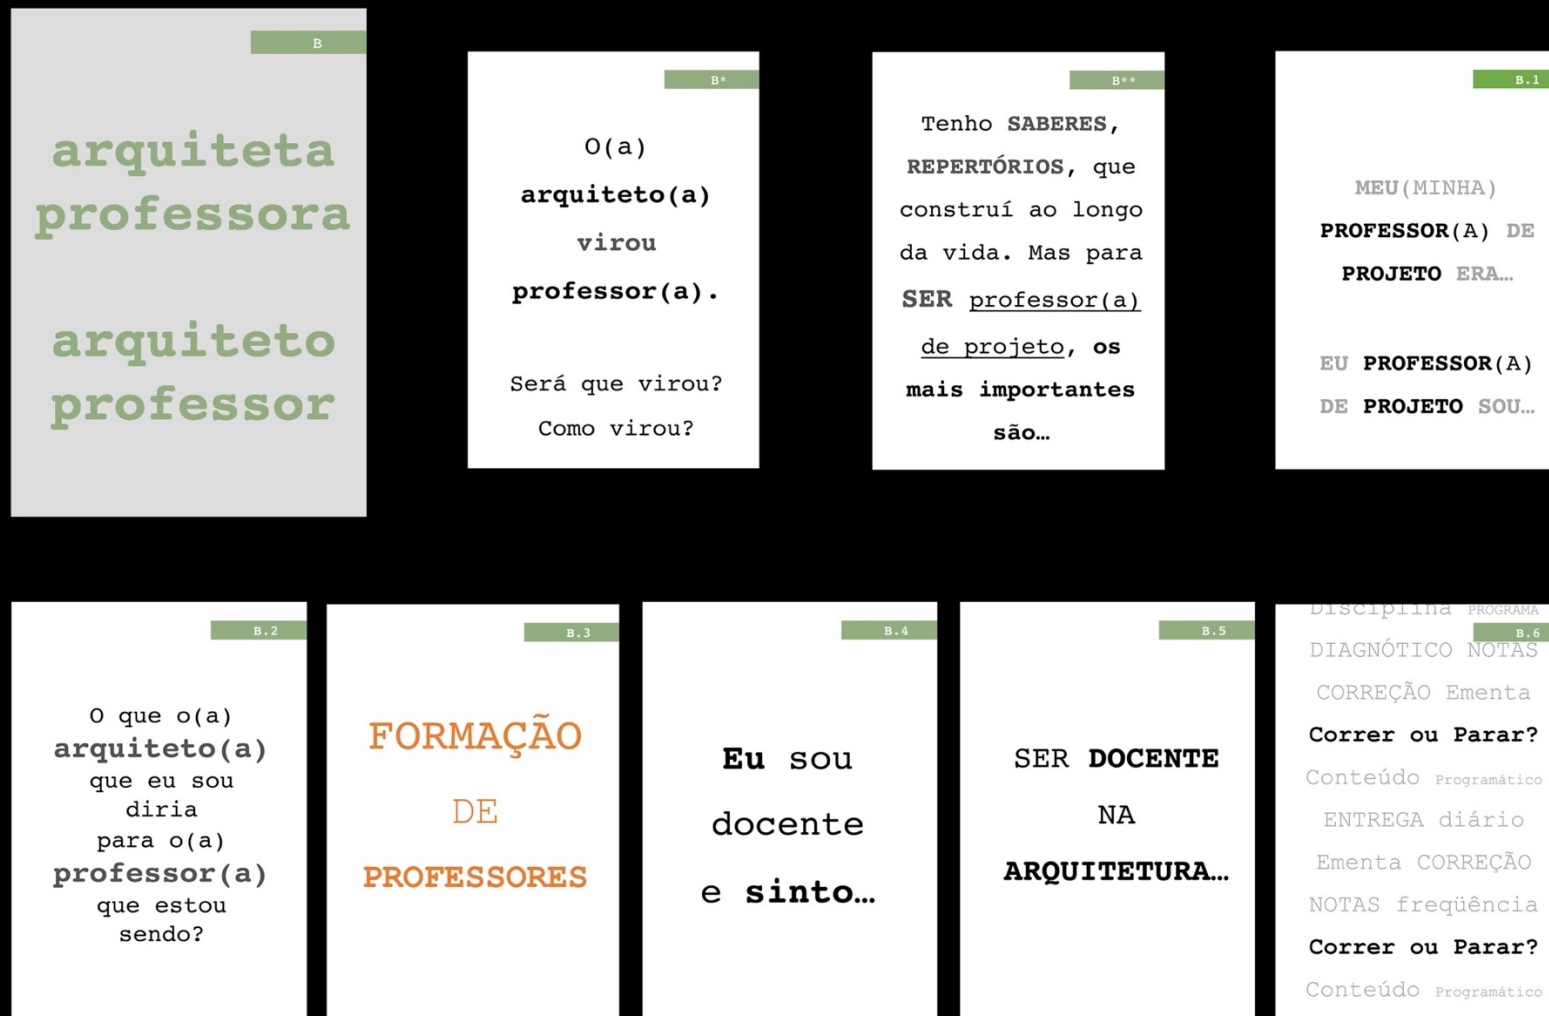 B
arquiteta
professora
arquiteto
professor
B*
O(a)
arquiteto(a)
virou
professor(a).
Será que virou?
Como virou?
B**
Tenho SABERES,
REPERTÓRIOS, que
construí ao longo
da vida. Mas para
SER professor(a)
de projeto, os
mais importantes
são…
B.1
MEU(MINHA)
PROFESSOR(A) DE
PROJETO ERA…
EU PROFESSOR(A)
DE PROJETO SOU…
B.2
O que o(a)
arquiteto(a)
que eu sou
diria
para o(a)
professor(a)
que estou
sendo?
B.3
FORMAÇÃO
DE
PROFESSORES
B.4
Eu sou
docente
e sinto…
B.5
SER DOCENTE
NA
ARQUITETURA…
Disciplina PROGRAMA
B.6
DIAGNÓTICO NOTAS
CORREÇÃO Ementa
Correr ou Parar?
Conteúdo Programático
ENTREGA diário
Ementa CORREÇÃO
NOTAS freqüência
Correr ou Parar?
Conteúdo Programático